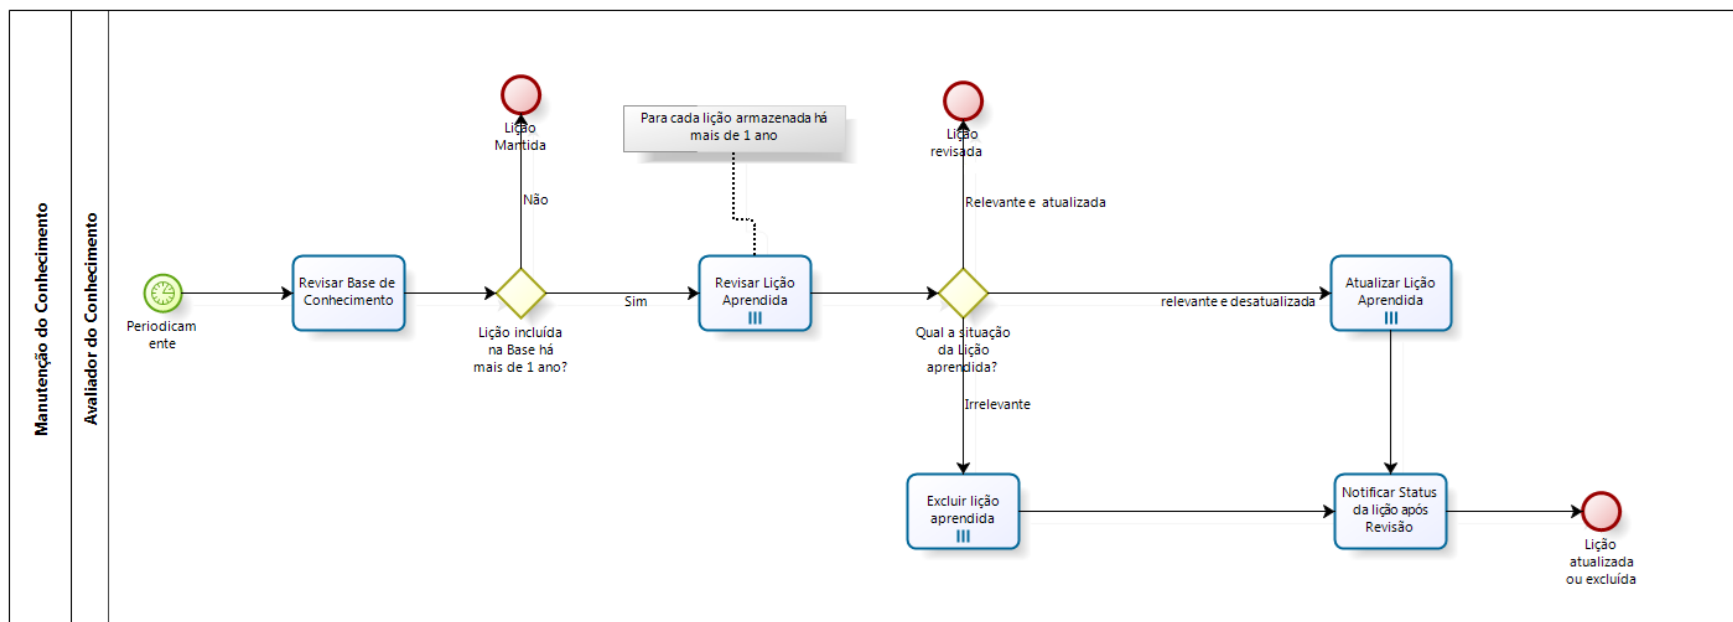 Manutenção do Conhecimento
Avaliador do Conhecimento
Periodicam
ente
Revisar Base de
Conhecimento
Lição
Mantida
Não
Lição incluída
na Base há
mais de 1 ano?
Sim
Para cada lição armazenada há
mais de 1 ano
Revisar Lição
Aprendida
Lição
revisada
Relevante e atualizada
Qual a situação
da Lição
aprendida?
relevante e desatualizada
Atualizar Lição
Aprendida
Irrelevante
Excluir lição
aprendida
Notificar Status
da lição após
Revisão
Lição
atualizada
ou excluída